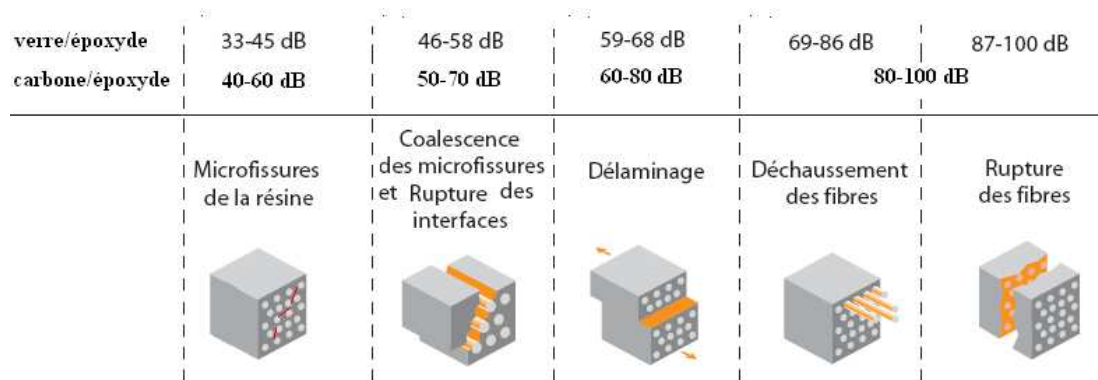 verre/époxyde 33-45 dB 46-58 dB 59-68 dB 69-86 dB 87-100 dB
carbone/époxyde 40-60 dB 50-70 dB 60-80 dB 80-100 dB
Microfissures
de la résine
Coalescence
des microfissures
et Rupture des
interfaces
Délaminage
Déchaussement
des fibres
Rupture
des fibres